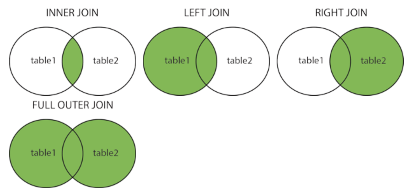 INNER JOIN
table1 table2
LEFT JOIN
table1 table2
RIGHT JOIN
table1 table2
FULL OUTER JOIN
table1 table2